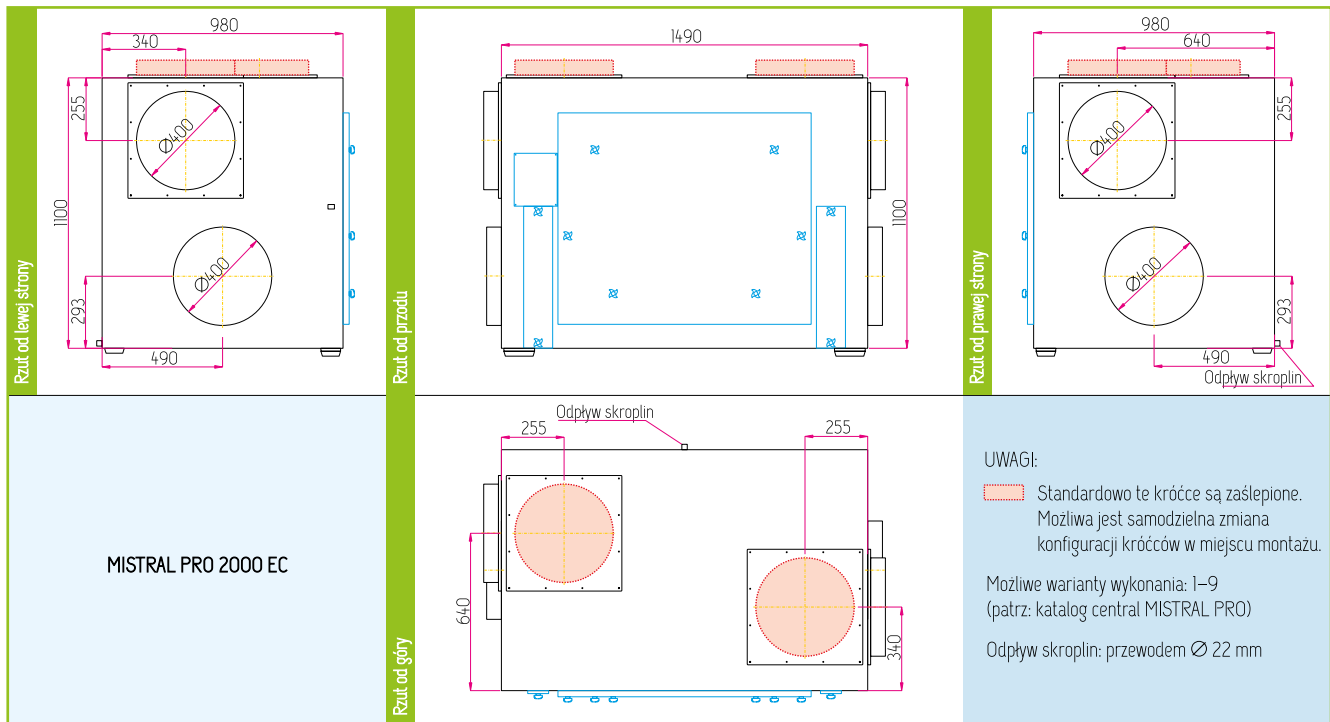 Rzut od lewej strony
980
340
255
1100
293
490
Ø400
Ø400
Rzut od przodu
1490
1100
Rzut od prawej strony
980
640
255
293
490
Ø400
Ø400
Odpływ skroplin
MISTRAL PRO 2000 EC
Rzut od góry
Odpływ skroplin
255
255
640
340
UWAGI:
Standardowo te króćce są zaślepione.
Możliwa jest samodzielna zmiana
konfiguracji króćców w miejscu montażu.
Możliwe warianty wykonania: 1–9
(patrz: katalog central MISTRAL PRO)
Odpływ skroplin: przewodem Ø 22 mm